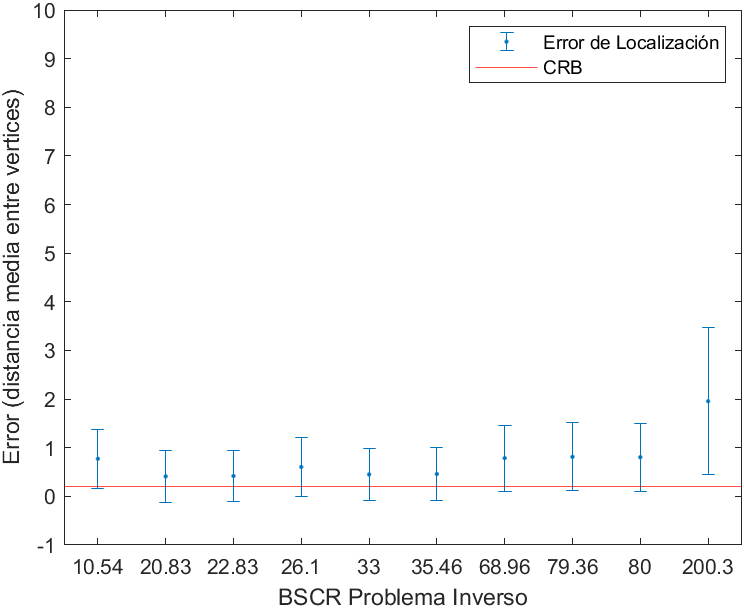 10
9
8
7
6
5
4
3
2
1
0
-1
Error (distancia media entre vertices)
Error de Localización
CRB
10.54 20.83 22.83 26.1 33 35.46 68.96 79.36 80 200.3
BSCR Problema Inverso